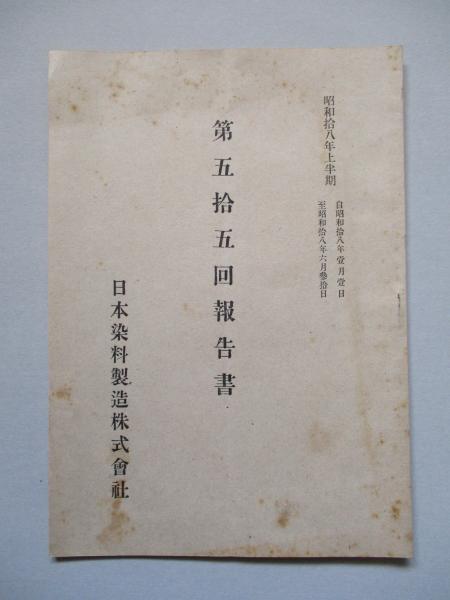 昭和拾八年上半期
自昭和拾八年壹月壹日
至昭和拾八年六月參拾日
第五拾五回報告書
日本染料製造株式會社